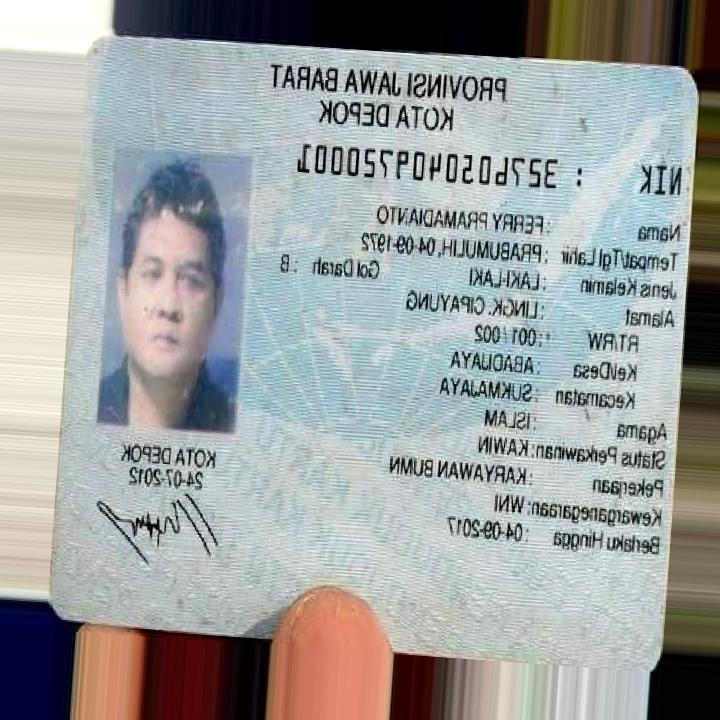 PROVINSI JAWA BARAT
KOTA DEPOK
NIK : 3276050409720001
Nama : FERRY PRAMADIANTO
Tempat/Tgl Lahir : PRABUMULIH, 04-09-1972
Jenis Kelamin : LAKI-LAKI Gol Darah : B
Alamat : LINGK. CIPAYUNG
RT/RW : 001 / 002
Kel/Desa : ABADIJAYA
Kecamatan : SUKMAJAYA
Agama : ISLAM
Status Perkawinan: KAWIN
Pekerjaan : KARYAWAN BUMN
Kewarganegaraan: WNI
Berlaku Hingga : 04-09-2017
KOTA DEPOK
24-07-2012